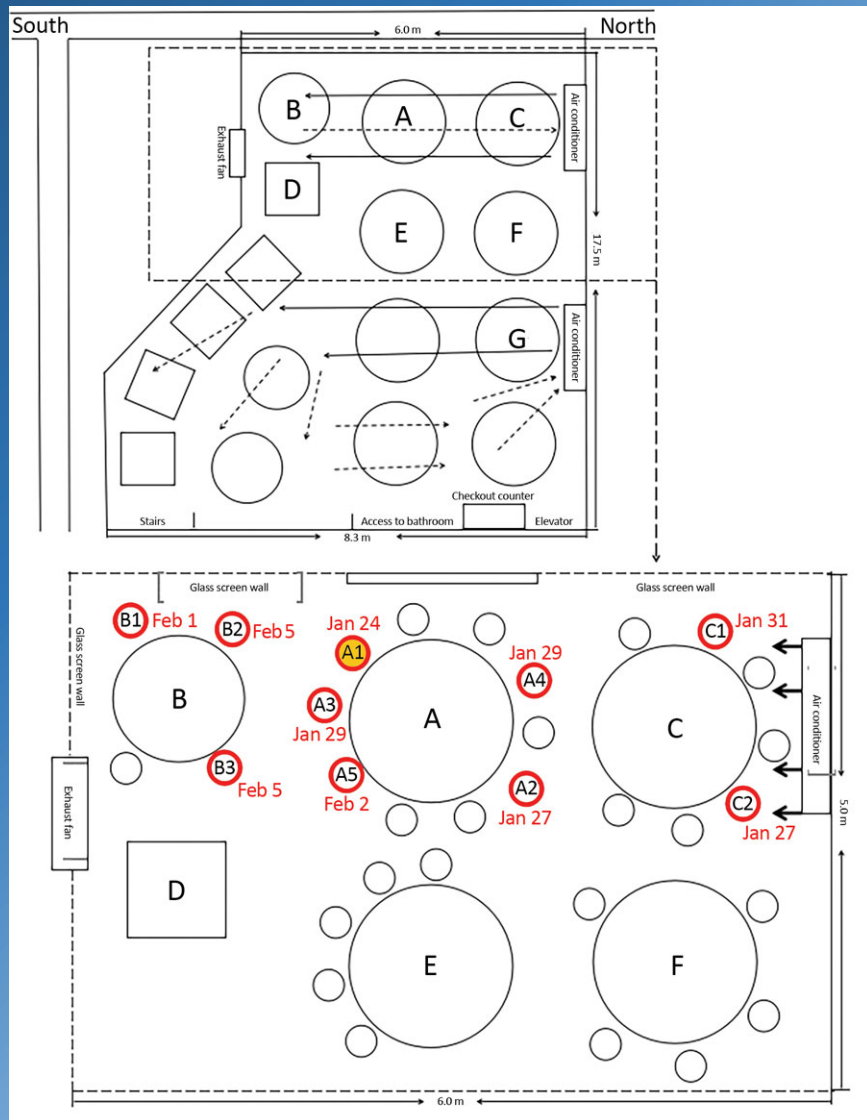 South
North
6.0 m
B
A
C
Air conditioner
Exhaust fan
D
E
F
17.5 m
G
Air conditioner
Checkout counter
Stairs
Access to bathroom
Elevator
8.3 m
Glass screen wall
Glass screen wall
Glass screen wall
B1 Feb 1
B2 Feb 5
Jan 24
A1
C1 Jan 31
Jan 29
A4
B
A3
Jan 29
A
C
Air conditioner
B3
Feb 5
A5
Feb 2
A2
Jan 27
C2
Jan 27
Exhaust fan
5.0 m
D
E
F
6.0 m